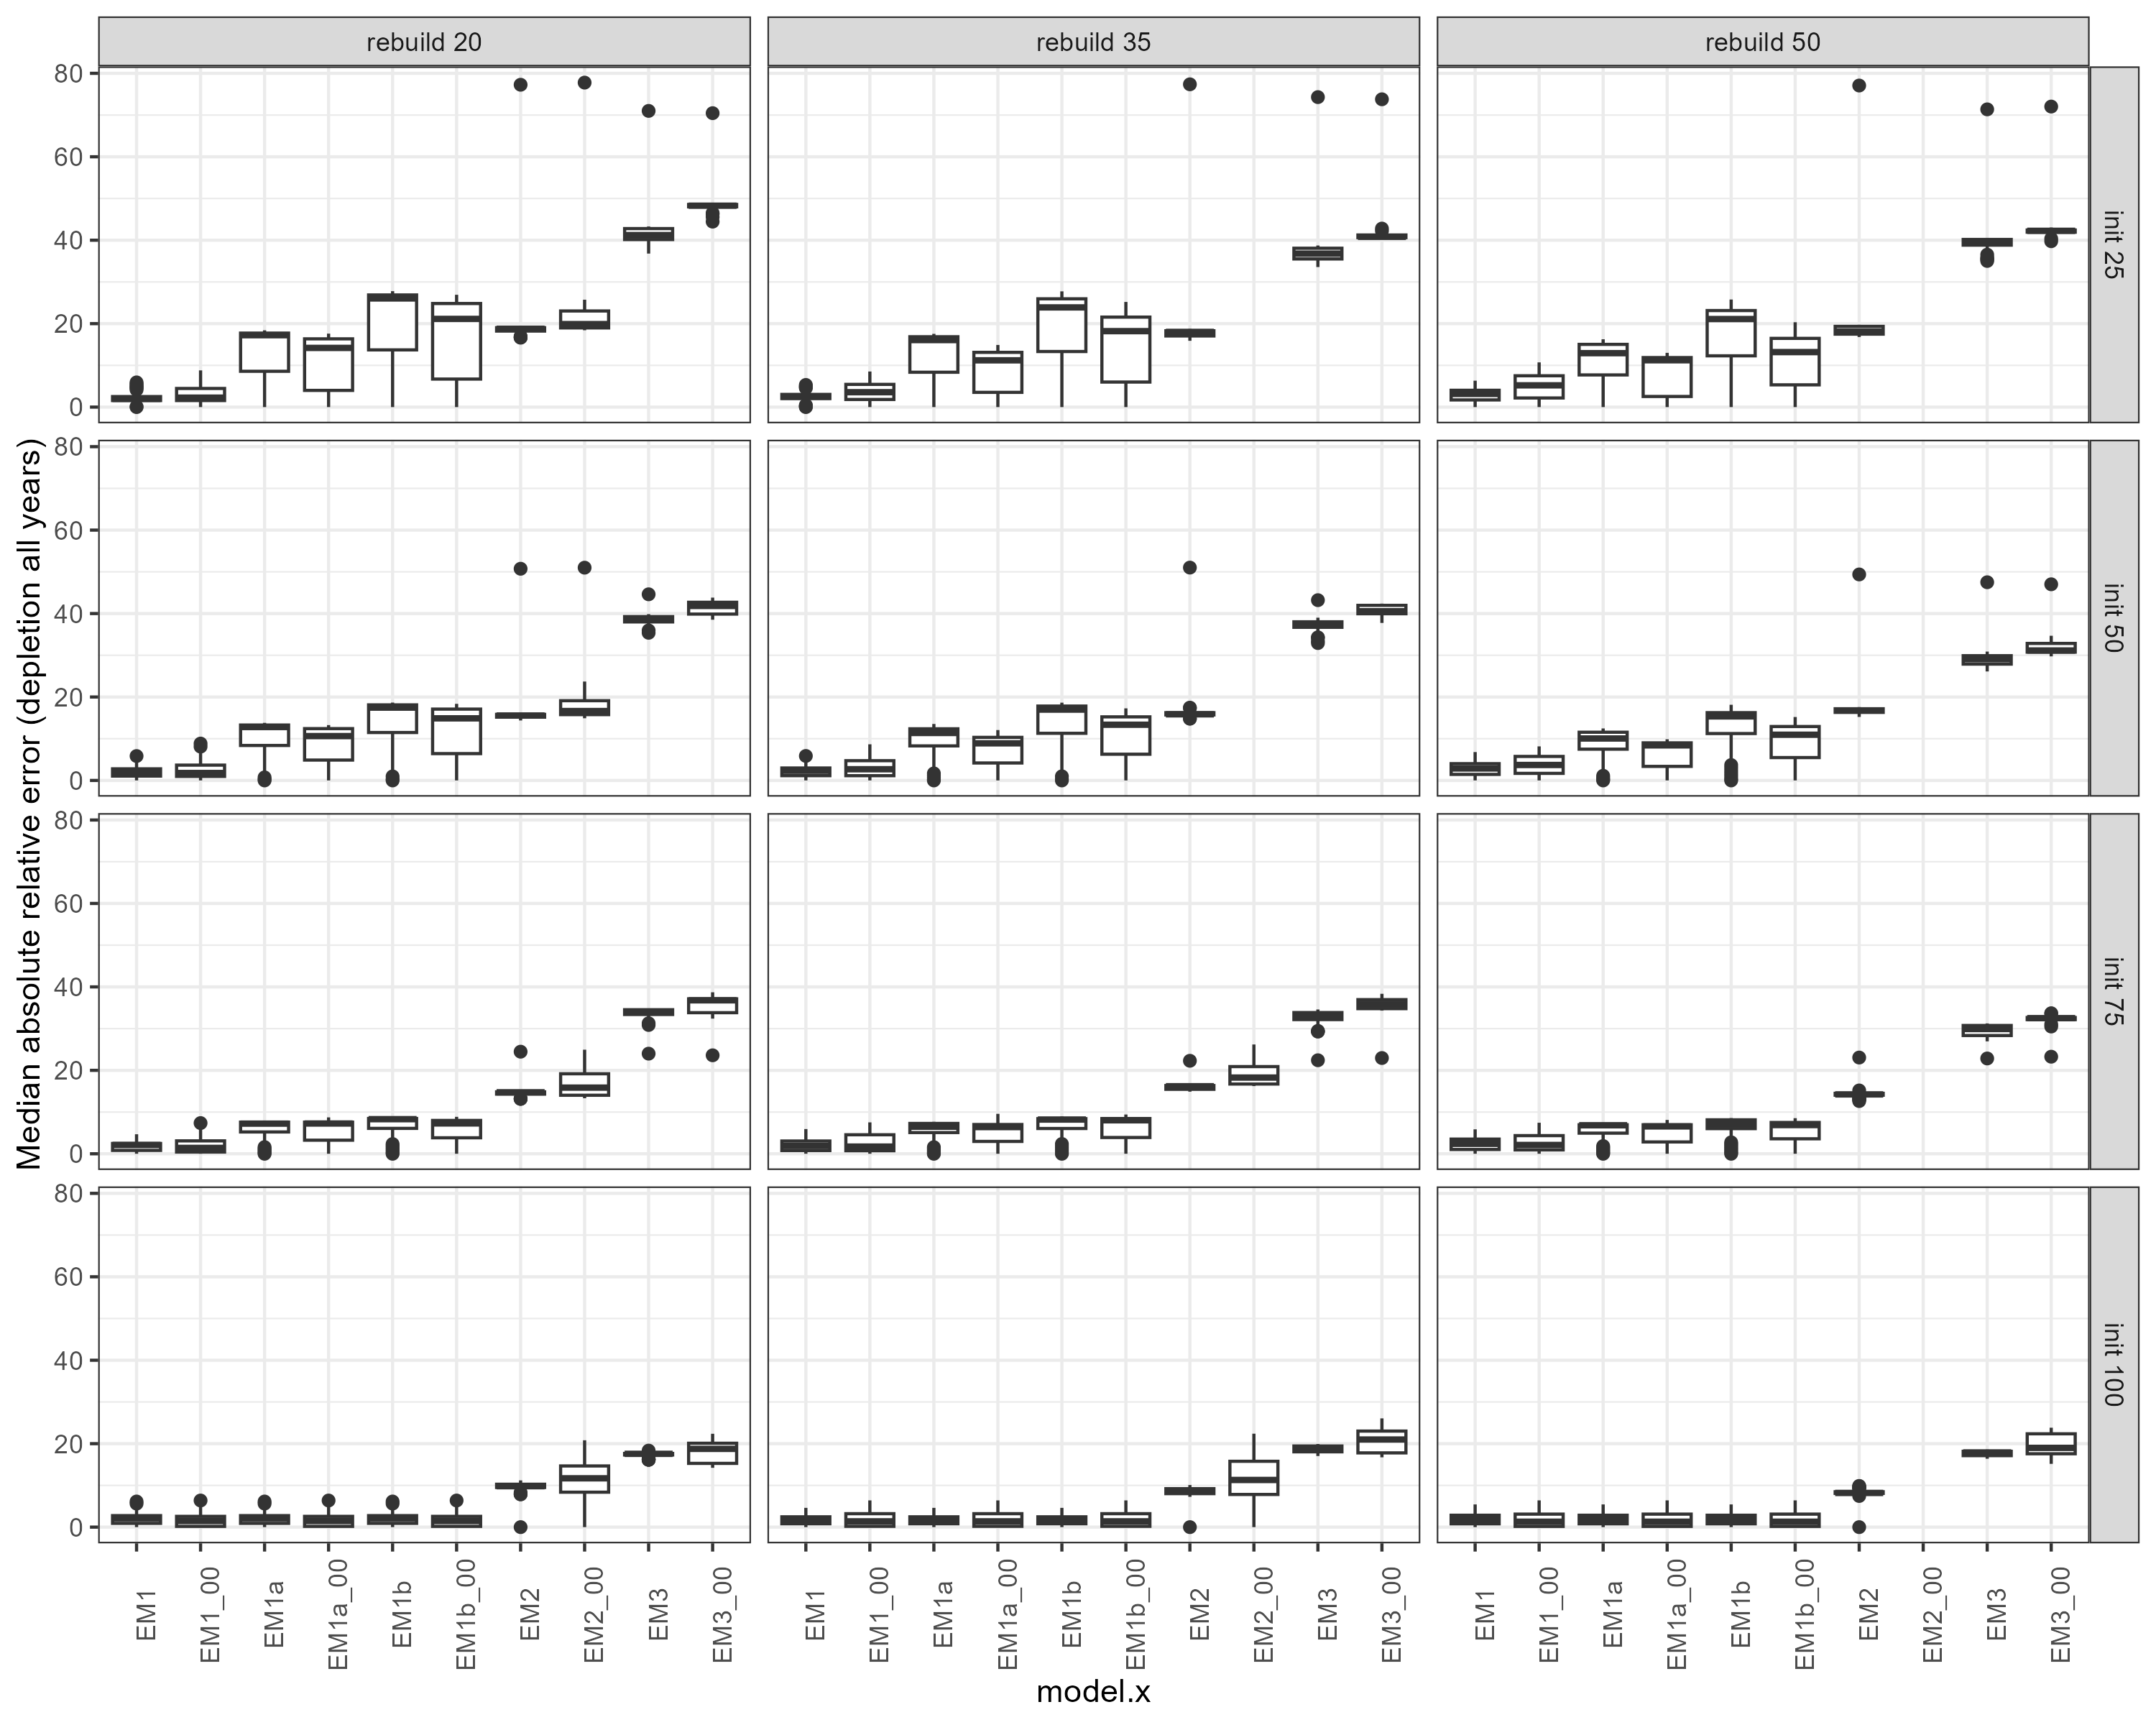 rebuild 20
rebuild 35
rebuild 50
Median absolute relative error (depletion all years)
80
60
40
20
0
init 25
80
60
40
20
0
init 50
80
60
40
20
0
init 75
80
60
40
20
0
init 100
EM1
EM1_00
EM1a
EM1a_00
EM1b
EM1b_00
EM2
EM2_00
EM3
EM3_00
EM1
EM1_00
EM1a
EM1a_00
EM1b
EM1b_00
EM2
EM2_00
EM3
EM3_00
EM1
EM1_00
EM1a
EM1a_00
EM1b
EM1b_00
EM2
EM2_00
EM3
EM3_00
model.x